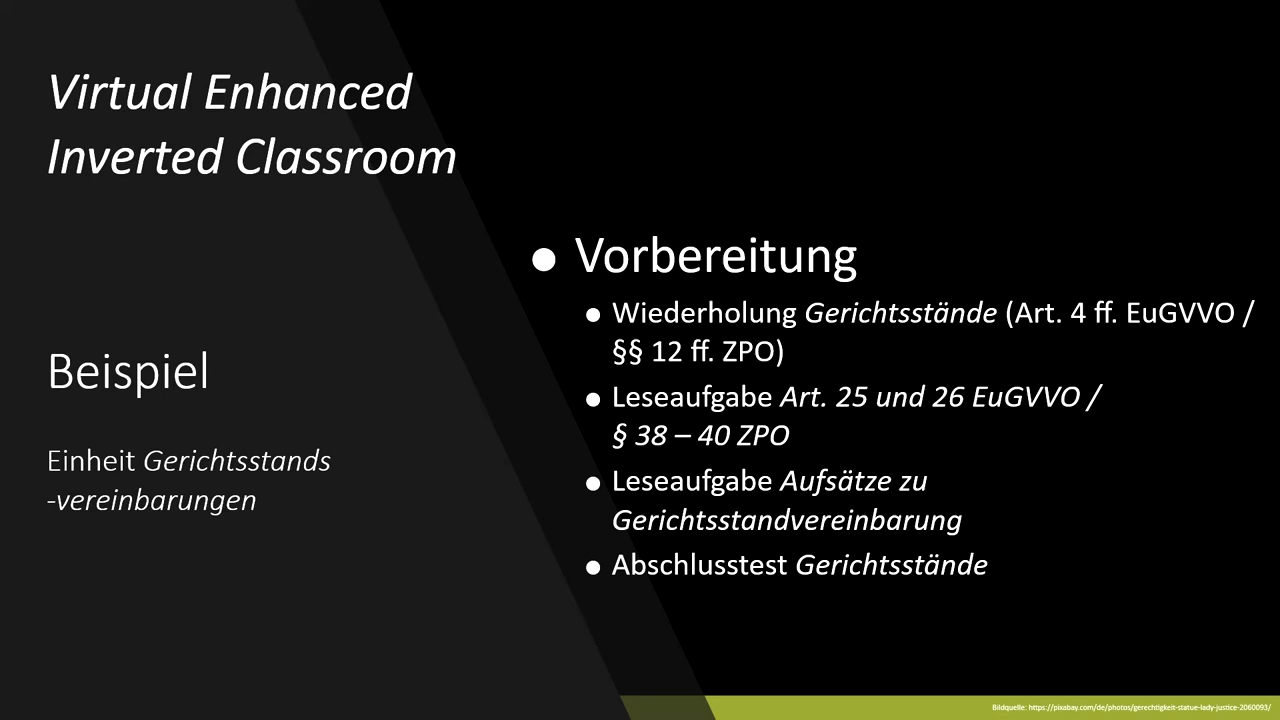 Virtual Enhanced
Inverted Classroom
Beispiel
Einheit Gerichtsstands
-vereinbarungen
● Vorbereitung
● Wiederholung Gerichtsstände (Art. 4 ff. EuGVVO /
§§ 12 ff. ZPO)
● Leseaufgabe Art. 25 und 26 EuGVVO /
§ 38 – 40 ZPO
● Leseaufgabe Aufsätze zu
Gerichtsstandvereinbarung
● Abschlusstest Gerichtsstände
Bildquelle: https://pixabay.com/de/photos/gerechtigkeit-statue-lady-justice-2060093/